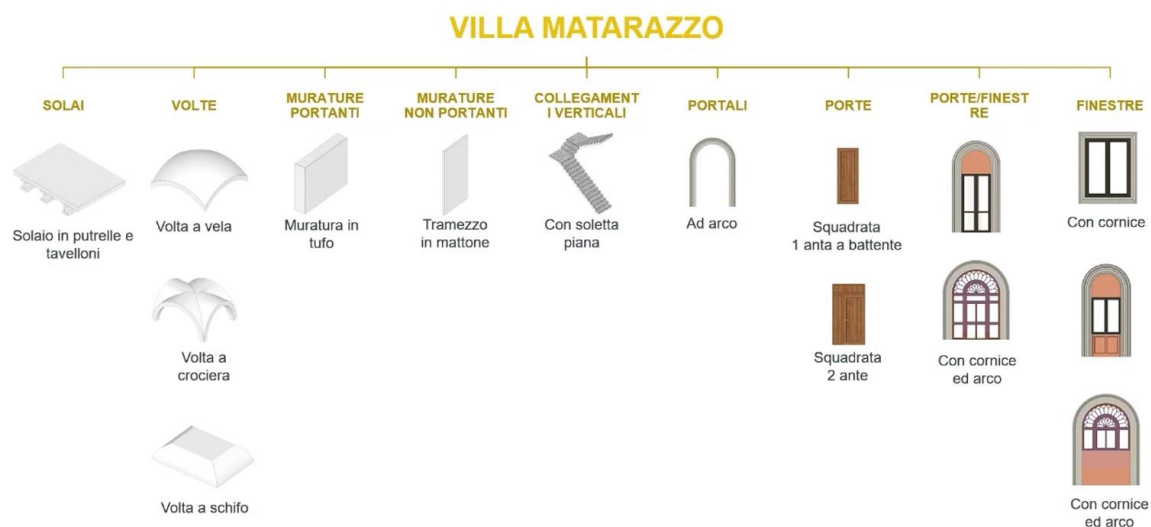 VILLA MATARAZZO
SOLAI
VOLTE
MURATURE
PORTANTI
MURATURE
NON PORTANTI
COLLEGAMENT
I VERTICALI
PORTALI
PORTE
PORTE/FINEST
RE
FINESTRE
Solaio in putrelle e
tavelloni
Volta a vela
Muratura in
tufo
Tramezzo
in mattone
Con soletta
piana
Ad arco
Squadrata
1 anta a battente
Con cornice
Volta a
crociera
Squadrata
2 ante
Con cornice
ed arco
Volta a schifo
Con cornice
ed arco